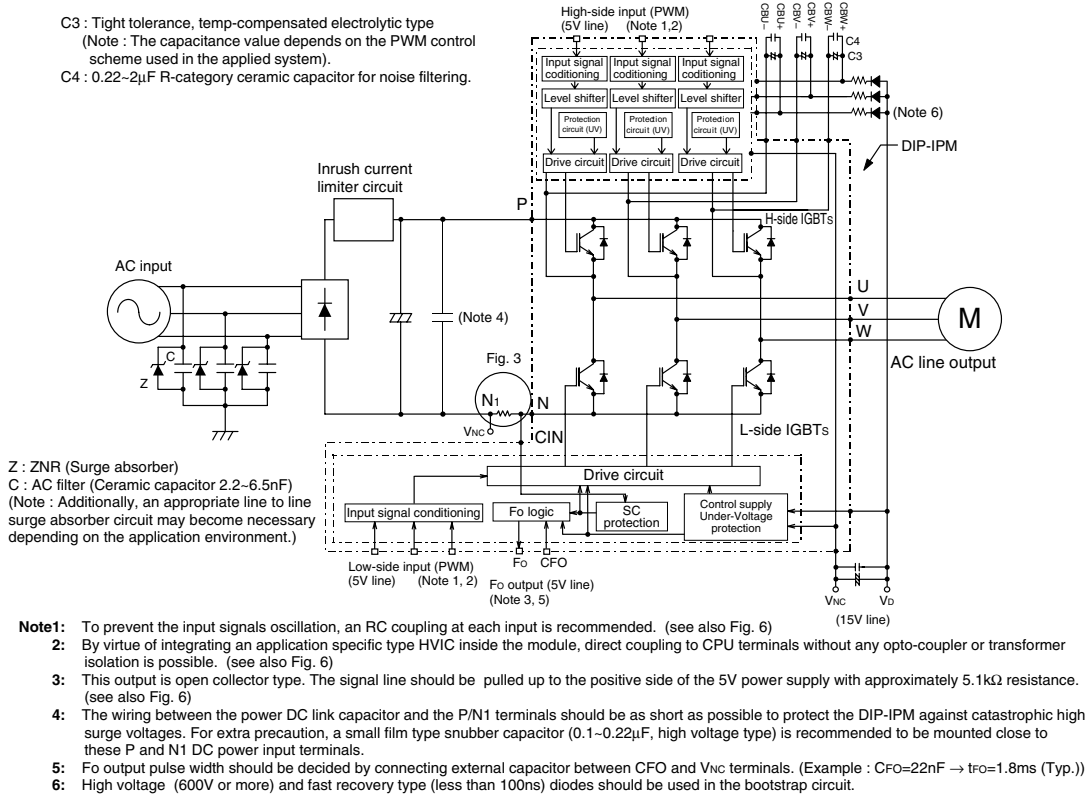 C3 : Tight tolerance, temp-compensated electrolytic type
(Note : The capacitance value depends on the PWM control
scheme used in the applied system).
C4 : 0.22~2μF R-category ceramic capacitor for noise filtering.
High-side input (PWM)
(5V line) (Note 1,2)
CBU–
CBU+
CBV–
CBV+
CBW–
CBW+
C4
C3
Input signal coditioning
Input signal coditioning
Input signal coditioning
Level shifter
Level shifter
Level shifter
Protection circuit (UV)
Protection circuit (UV)
Protection circuit (UV)
Drive circuit
Drive circuit
Drive circuit
(Note 6)
DIP-IPM
Inrush current
limiter circuit
P
H-side IGBTs
AC input
(Note 4)
U
V
W
M
AC line output
C
Z
Fig. 3
N1
N
VNC
CIN
L-side IGBTs
Z : ZNR (Surge absorber)
C : AC filter (Ceramic capacitor 2.2~6.5nF)
(Note : Additionally, an appropriate line to line
surge absorber circuit may become necessary
depending on the application environment.)
Drive circuit
Input signal conditioning
Fo logic
SC
protection
Control supply
Under-Voltage
protection
Low-side input (PWM)
(5V line) (Note 1, 2)
FO
CFO
FO output (5V line)
(Note 3, 5)
VNC
VD
(15V line)
Note1: To prevent the input signals oscillation, an RC coupling at each input is recommended. (see also Fig. 6)
2: By virtue of integrating an application specific type HVIC inside the module, direct coupling to CPU terminals without any opto-coupler or transformer
isolation is possible. (see also Fig. 6)
3: This output is open collector type. The signal line should be pulled up to the positive side of the 5V power supply with approximately 5.1kΩ resistance.
(see also Fig. 6)
4: The wiring between the power DC link capacitor and the P/N1 terminals should be as short as possible to protect the DIP-IPM against catastrophic high
surge voltages. For extra precaution, a small film type snubber capacitor (0.1~0.22μF, high voltage type) is recommended to be mounted close to
these P and N1 DC power input terminals.
5: Fo output pulse width should be decided by connecting external capacitor between CFO and VNC terminals. (Example : CFO=22nF → tFO=1.8ms (Typ.))
6: High voltage (600V or more) and fast recovery type (less than 100ns) diodes should be used in the bootstrap circuit.